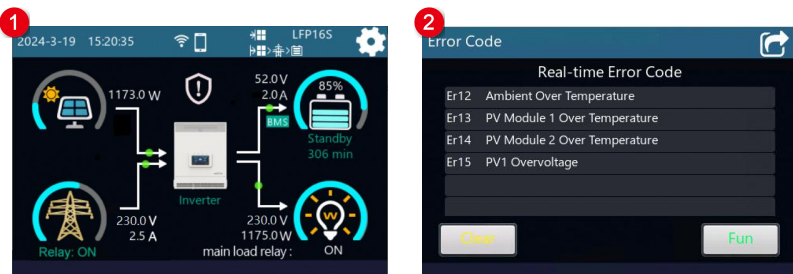 1
2024-3-19 15:20:35
LFP16S
1173.0 W
52.0 V
2.0 A
85%
BMS
Standby
306 min
Inverter
230.0 V
2.5 A
230.0 V
1175.0 W
W
Relay: ON
main load relay :
ON
2
Error Code
Real-time Error Code
Er12 Ambient Over Temperature
Er13 PV Module 1 Over Temperature
Er14 PV Module 2 Over Temperature
Er15 PV1 Overvoltage
Clear
Fun